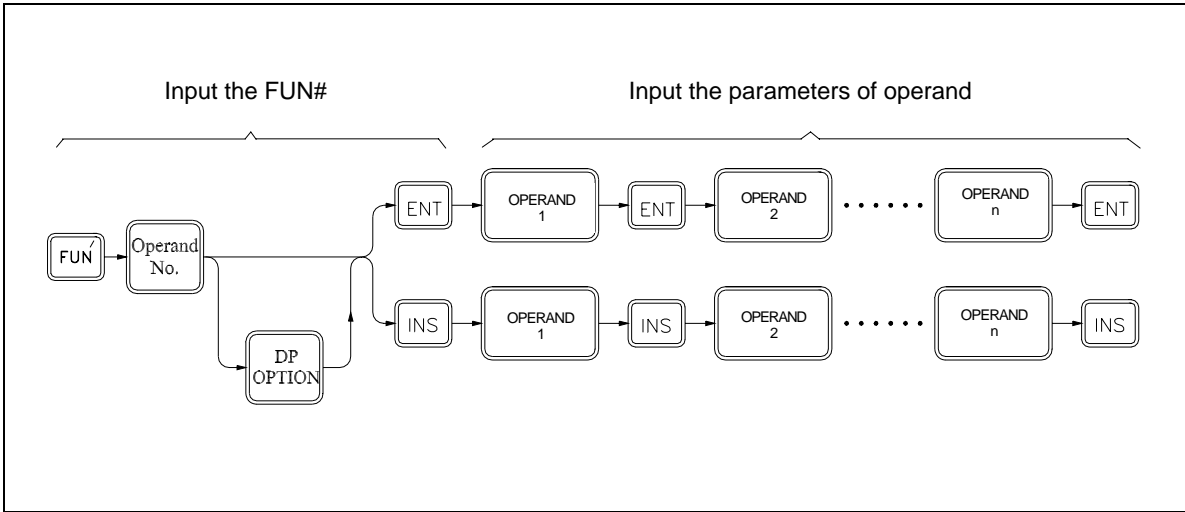 Input the FUN#
Input the parameters of operand
FUN´
Operand
No.
DP
OPTION
ENT
OPERAND
1
ENT
OPERAND
2
OPERAND
n
ENT
INS
OPERAND
1
INS
OPERAND
2
OPERAND
n
INS